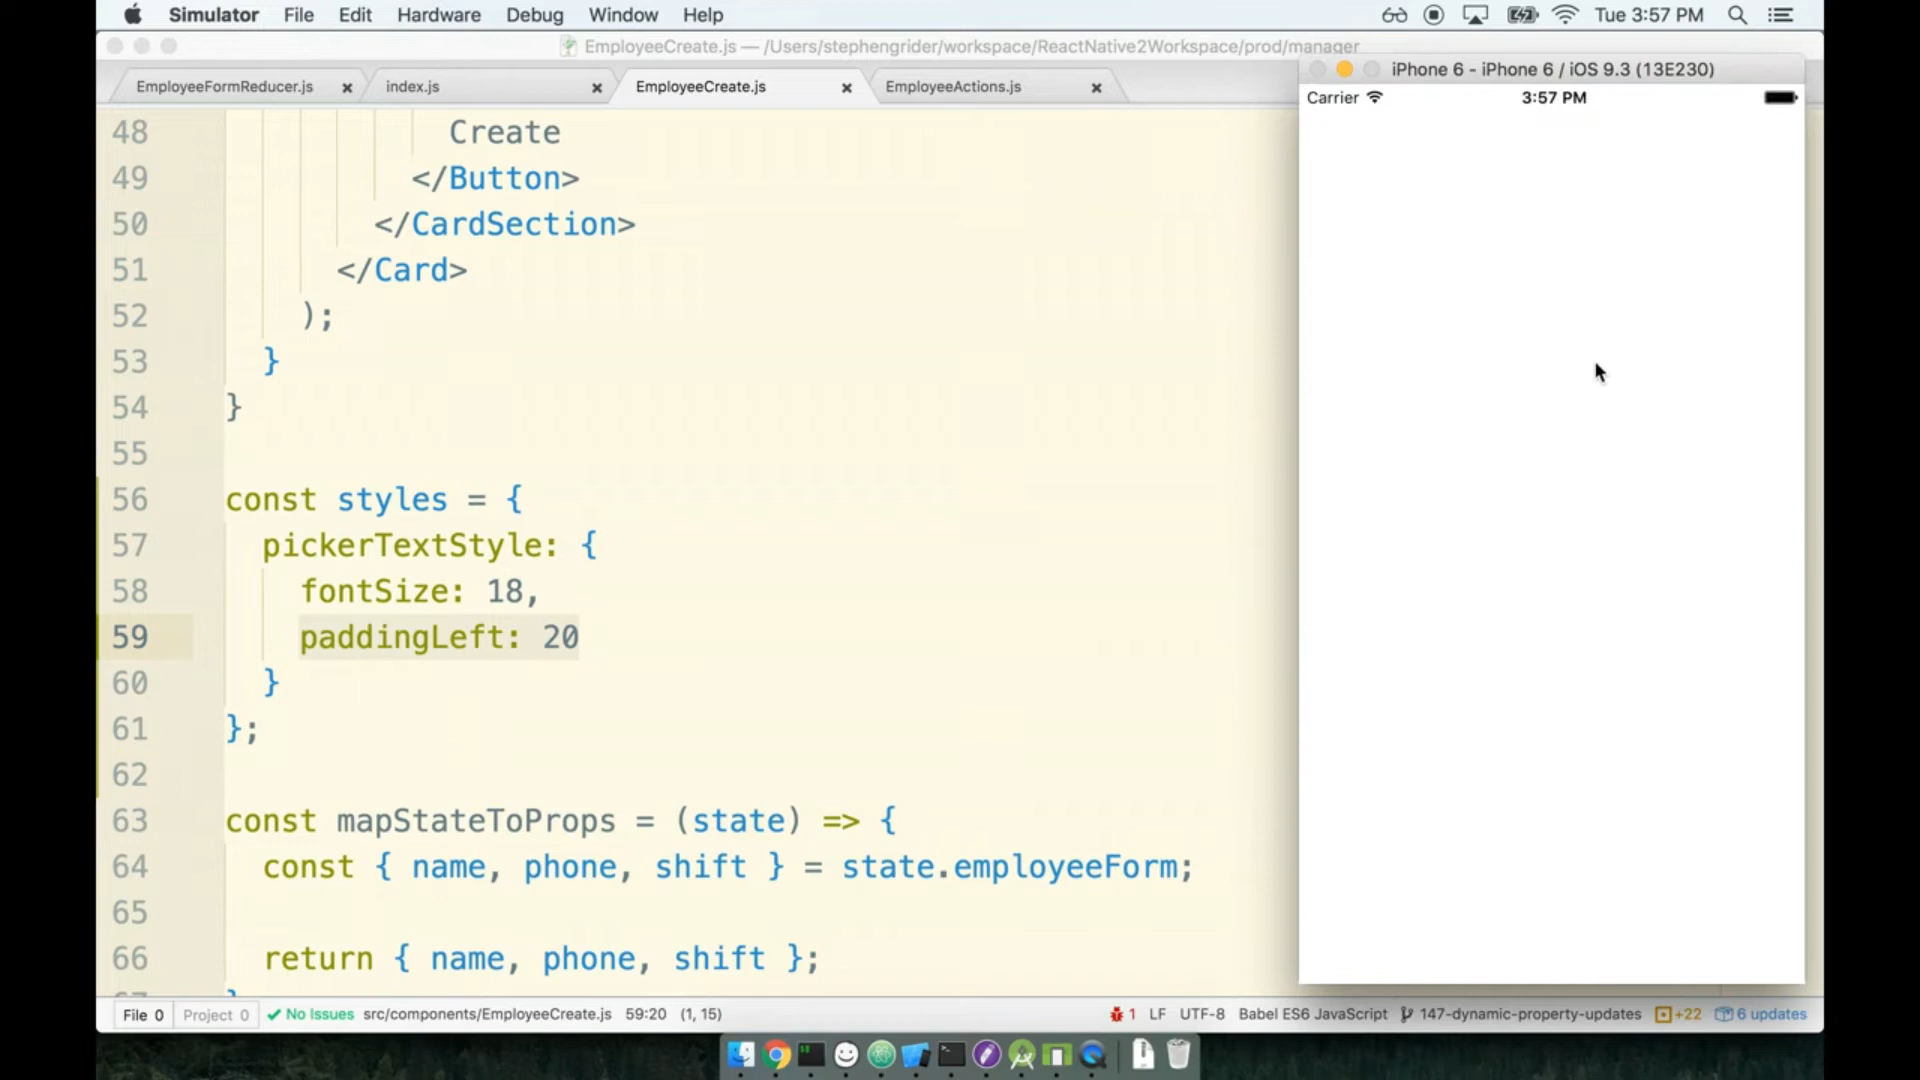 Simulator File Edit Hardware Debug Window Help Tue 3:57 PM
EmployeeCreate.js — /Users/stephengrider/workspace/ReactNative2Workspace/prod/manager
EmployeeFormReducer.js index.js EmployeeCreate.js EmployeeActions.js
iPhone 6 - iPhone 6 / iOS 9.3 (13E230)
Carrier 3:57 PM
48 Create
49 </Button>
50 </CardSection>
51 </Card>
52 );
53 }
54 }
55
56 const styles = {
57 pickerTextStyle: {
58 fontSize: 18,
59 paddingLeft: 20
60 }
61 };
62
63 const mapStateToProps = (state) => {
64 const { name, phone, shift } = state.employeeForm;
65
66 return { name, phone, shift };
File 0 Project 0 No Issues src/components/EmployeeCreate.js 59:20 (1, 15) 1 LF UTF-8 Babel ES6 JavaScript 147-dynamic-property-updates +22 6 updates